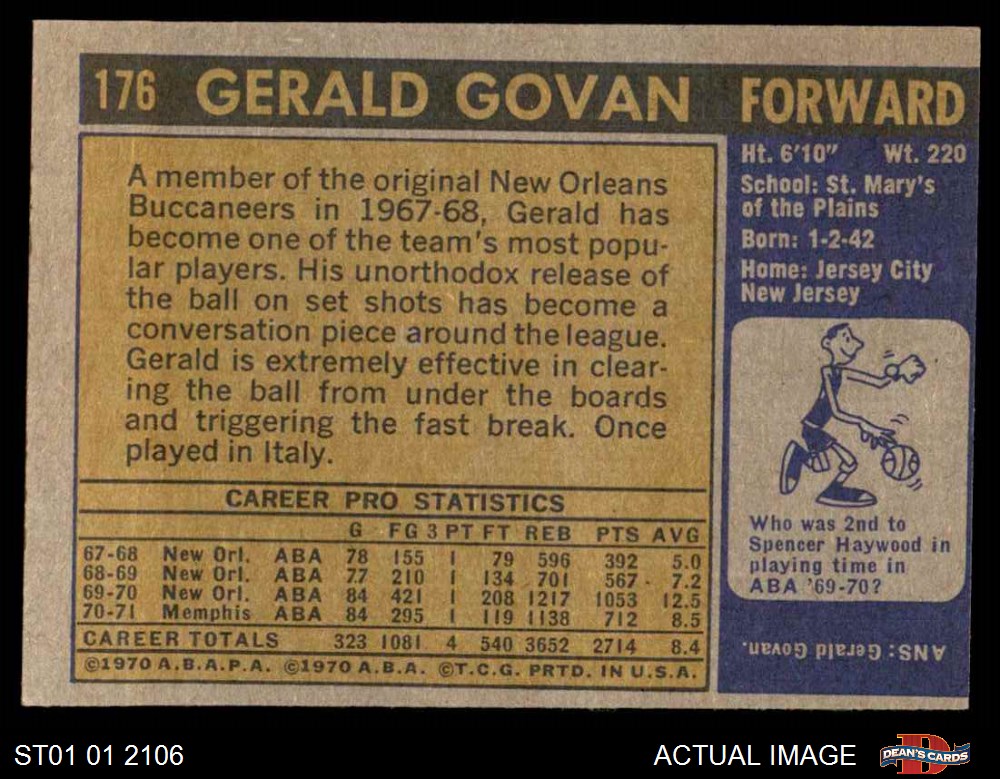 176 GERALD GOVAN FORWARD
A member of the original New Orleans
Buccaneers in 1967-68, Gerald has
become one of the team's most popu-
lar players. His unorthodox release of
the ball on set shots has become a
conversation piece around the league.
Gerald is extremely effective in clear-
ing the ball from under the boards
and triggering the fast break. Once
played in Italy.
CAREER PRO STATISTICS
G FG 3 PT FT REB PTS AVG
67-68 New Orl. ABA 78 155 1 79 596 392 5.0
68-69 New Orl. ABA 77 210 1 134 701 567 7.2
69-70 New Orl. ABA 84 421 1 208 1217 1053 12.5
70-71 Memphis ABA 84 295 1 119 1138 712 8.5
CAREER TOTALS 323 1081 4 540 3652 2714 8.4
©1970 A.B.A.P.A. ©1970 A.B.A. ©T.C.G. PRTD. IN U.S.A.
Ht. 6'10" Wt. 220
School: St. Mary's
of the Plains
Born: 1-2-42
Home: Jersey City
New Jersey
Who was 2nd to
Spencer Haywood in
playing time in
ABA '69-70?
ANS: Gerald Govan.
ST01 01 2106
ACTUAL IMAGE
D
DEAN'S CARDS